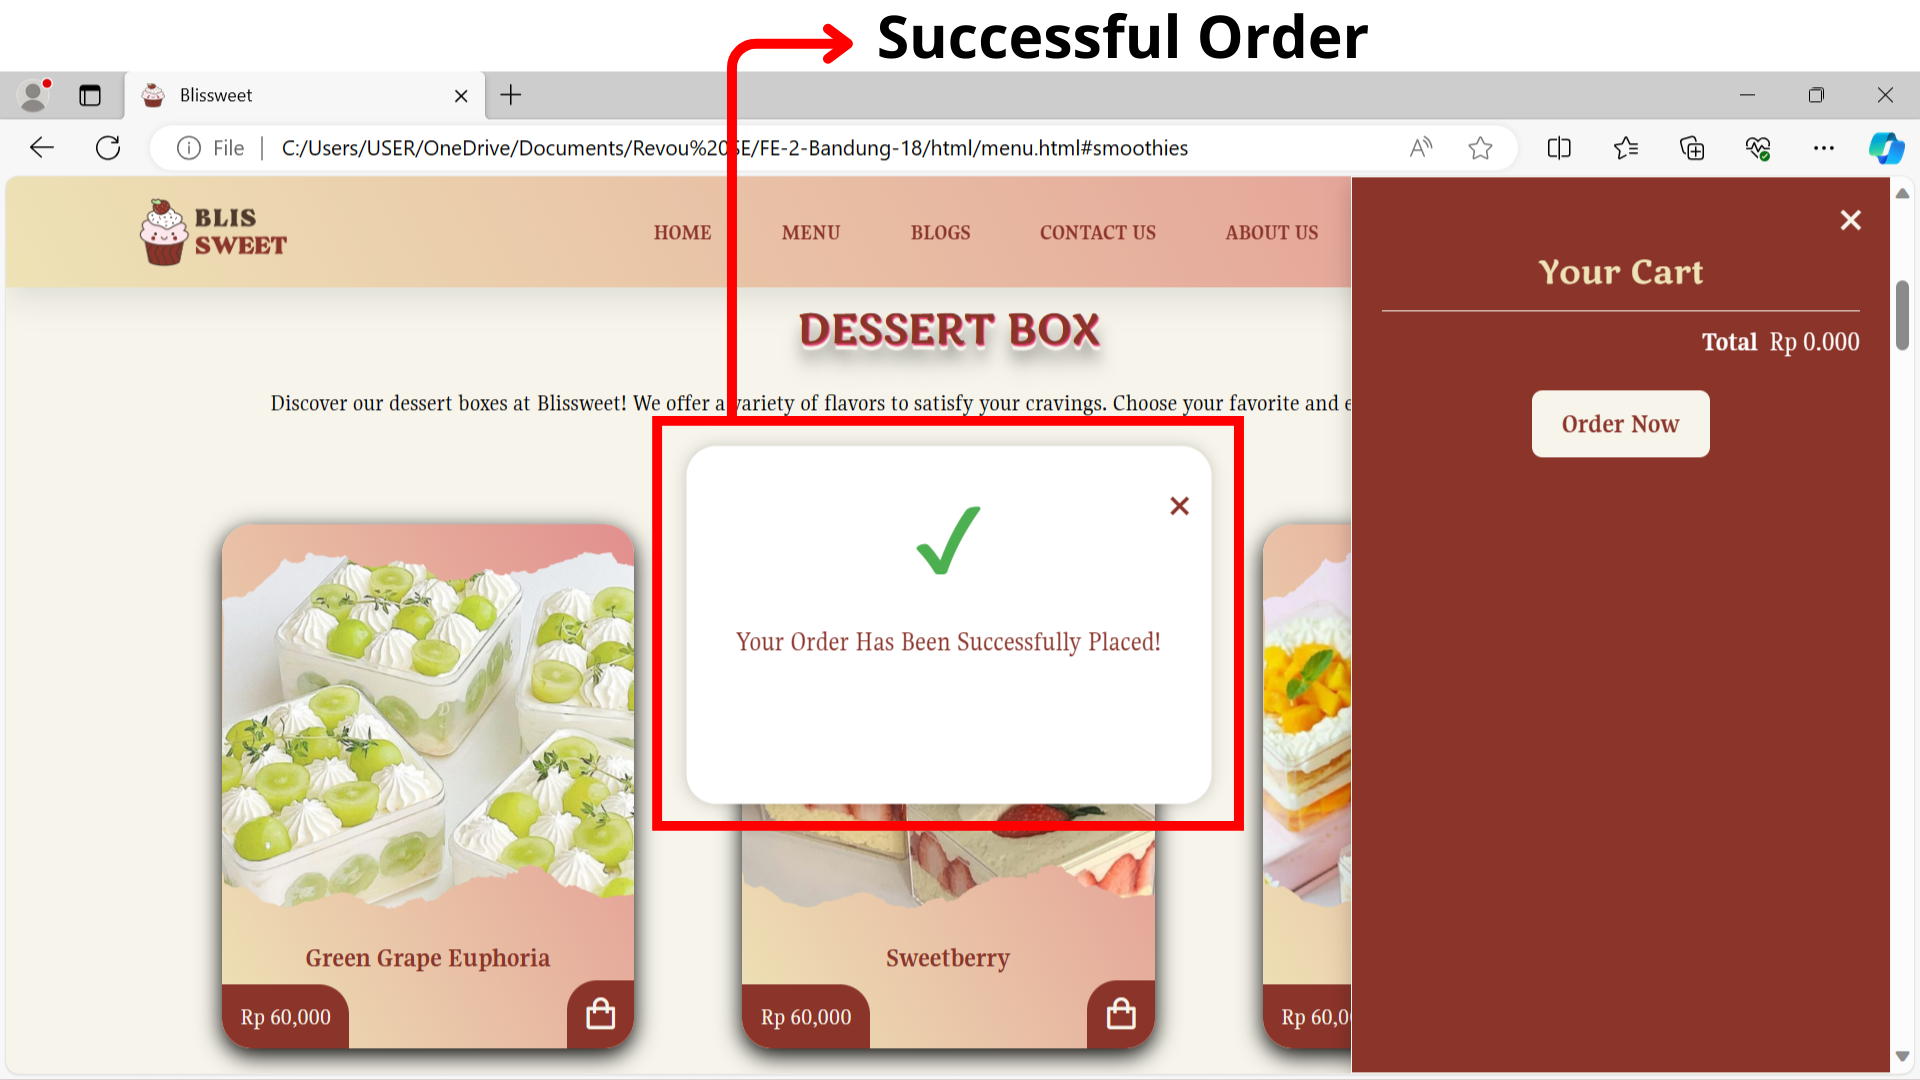 Successful Order
Blissweet
File
C:/Users/USER/OneDrive/Documents/Revou%20SE/FE-2-Bandung-18/html/menu.html#smoothies
BLIS
SWEET
HOME
MENU
BLOGS
CONTACT US
ABOUT US
Your Cart
Total Rp 0.000
Order Now
DESSERT BOX
Discover our dessert boxes at Blissweet! We offer a variety of flavors to satisfy your cravings. Choose your favorite and e
Your Order Has Been Successfully Placed!
Green Grape Euphoria
Rp 60,000
Sweetberry
Rp 60,000
Rp 60,0